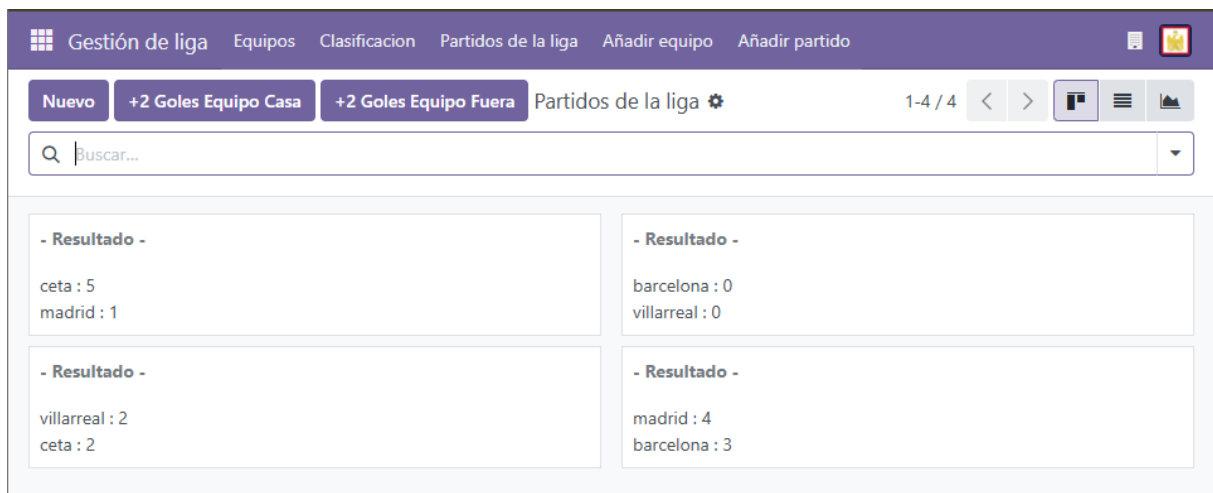 Gestión de liga Equipos Clasificacion Partidos de la liga Añadir equipo Añadir partido
Nuevo +2 Goles Equipo Casa +2 Goles Equipo Fuera Partidos de la liga 1-4 / 4
Buscar...
- Resultado -
ceta : 5
madrid : 1
- Resultado -
barcelona : 0
villarreal : 0
- Resultado -
villarreal : 2
ceta : 2
- Resultado -
madrid : 4
barcelona : 3